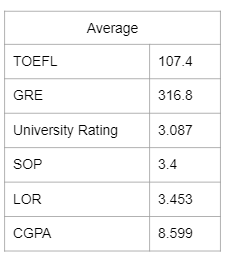 Average
TOEFL 107.4
GRE 316.8
University Rating 3.087
SOP 3.4
LOR 3.453
CGPA 8.599